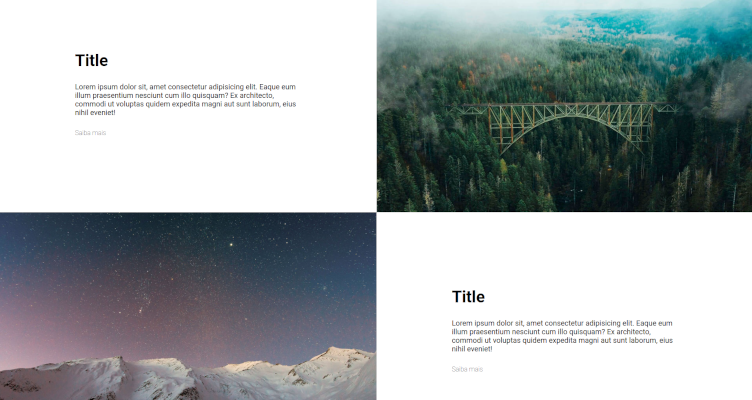 Title
Lorem ipsum dolor sit, amet consectetur adipisicing elit. Eaque eum
illum praesentium nesciunt cum illo quisquam? Ex architecto,
commodi ut voluptas quidem expedita magni aut sunt laborum, eius
nihil eveniet!
Saiba mais
Title
Lorem ipsum dolor sit, amet consectetur adipisicing elit. Eaque eum
illum praesentium nesciunt cum illo quisquam? Ex architecto,
commodi ut voluptas quidem expedita magni aut sunt laborum, eius
nihil eveniet!
Saiba mais